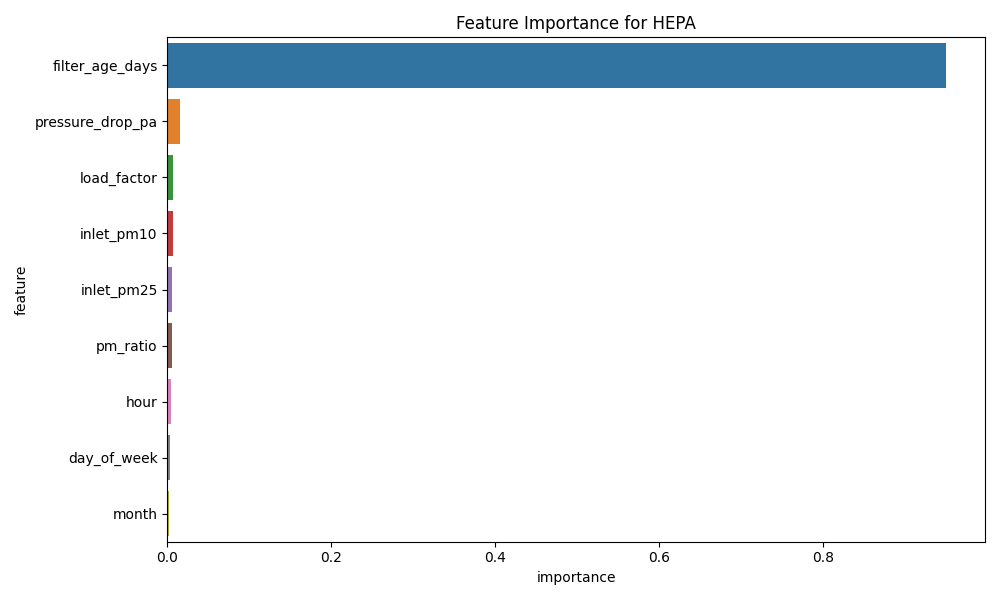 Feature Importance for HEPA
feature
filter_age_days
pressure_drop_pa
load_factor
inlet_pm10
inlet_pm25
pm_ratio
hour
day_of_week
month
0.0 0.2 0.4 0.6 0.8
importance